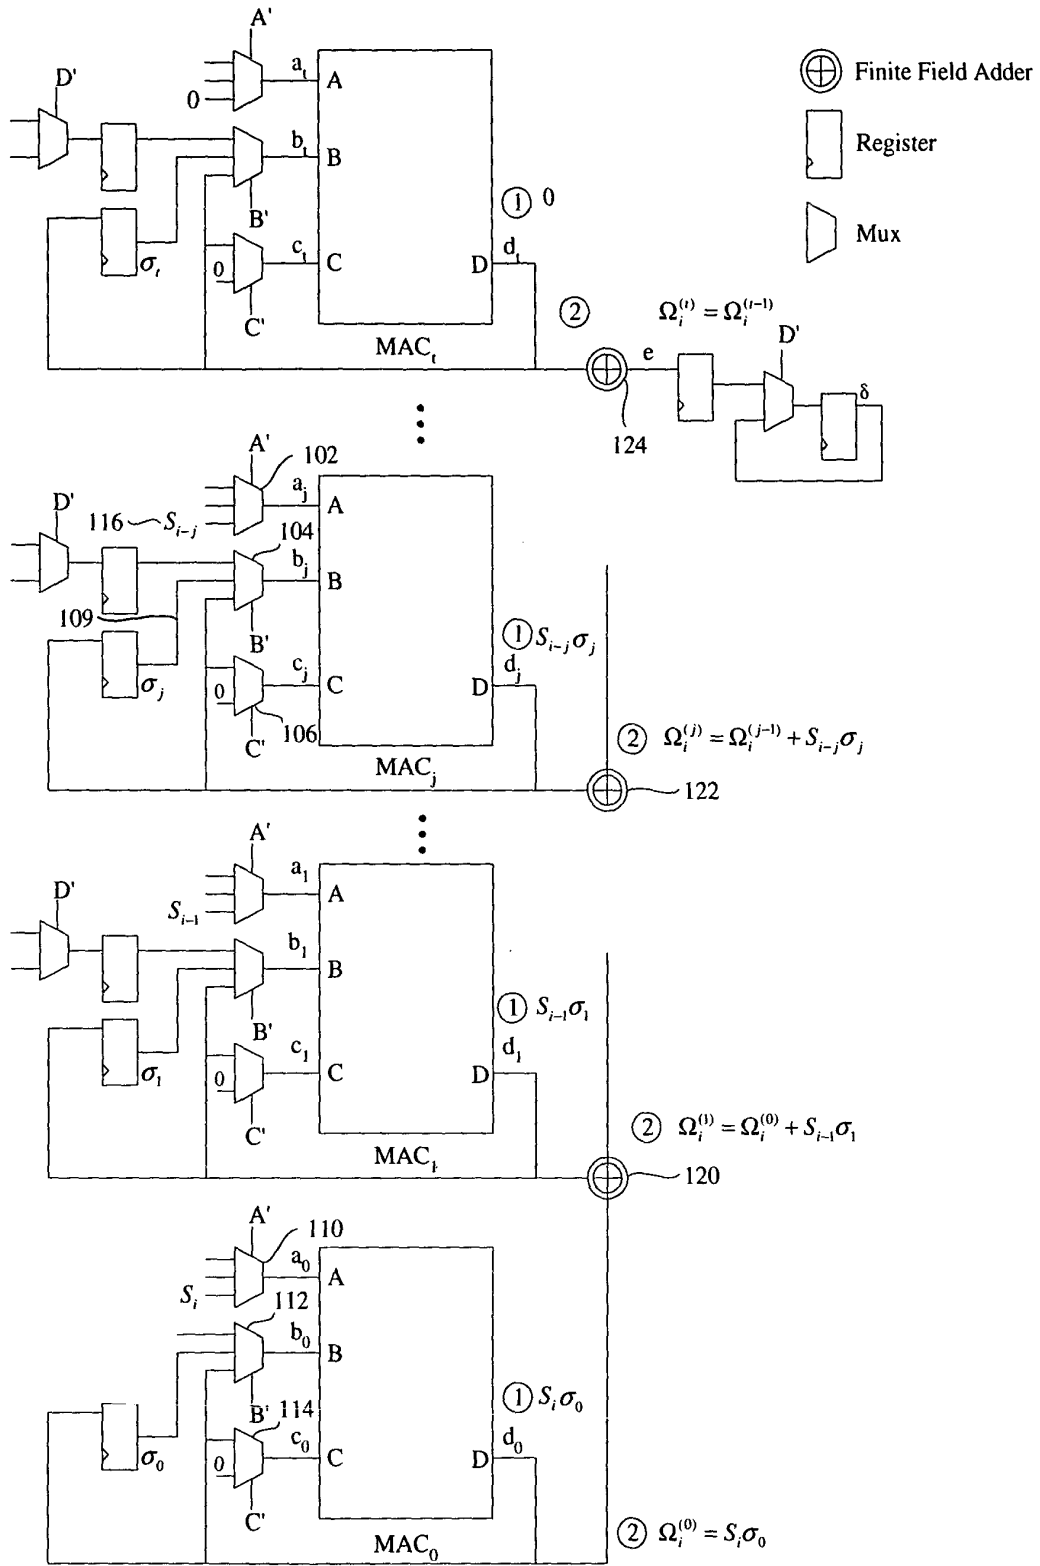 A'
a_t
A
0
D'
b_t
B
B'
① 0
σ_t
c_t
C
0
D
d_t
C'
MAC_t
②
Ω_i^(t) = Ω_i^(t-1)
e
D'
δ
124
Finite Field Adder
Register
Mux
A'
102
a_j
A
D'
116
S_{i-j}
104
b_j
B
109
B'
① S_{i-j}σ_j
σ_j
c_j
C
0
D
d_j
106
C'
MAC_j
② Ω_i^(j) = Ω_i^(j-1) + S_{i-j}σ_j
122
A'
a_1
A
S_{i-1}
D'
b_1
B
B'
① S_{i-1}σ_1
σ_1
c_1
C
0
D
d_1
C'
MAC_1
② Ω_i^(1) = Ω_i^(0) + S_{i-1}σ_1
120
A'
110
a_0
A
S_i
112
b_0
B
B'
114
① S_iσ_0
σ_0
c_0
C
0
D
d_0
C'
MAC_0
② Ω_i^(0) = S_iσ_0